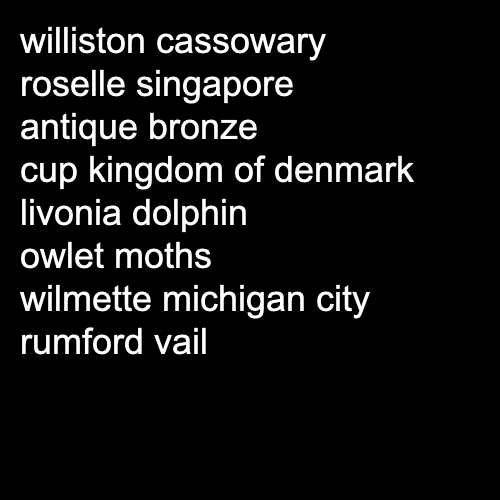 williston cassowary
roselle singapore
antique bronze
cup kingdom of denmark
livonia dolphin
owlet moths
wilmette michigan city
rumford vail